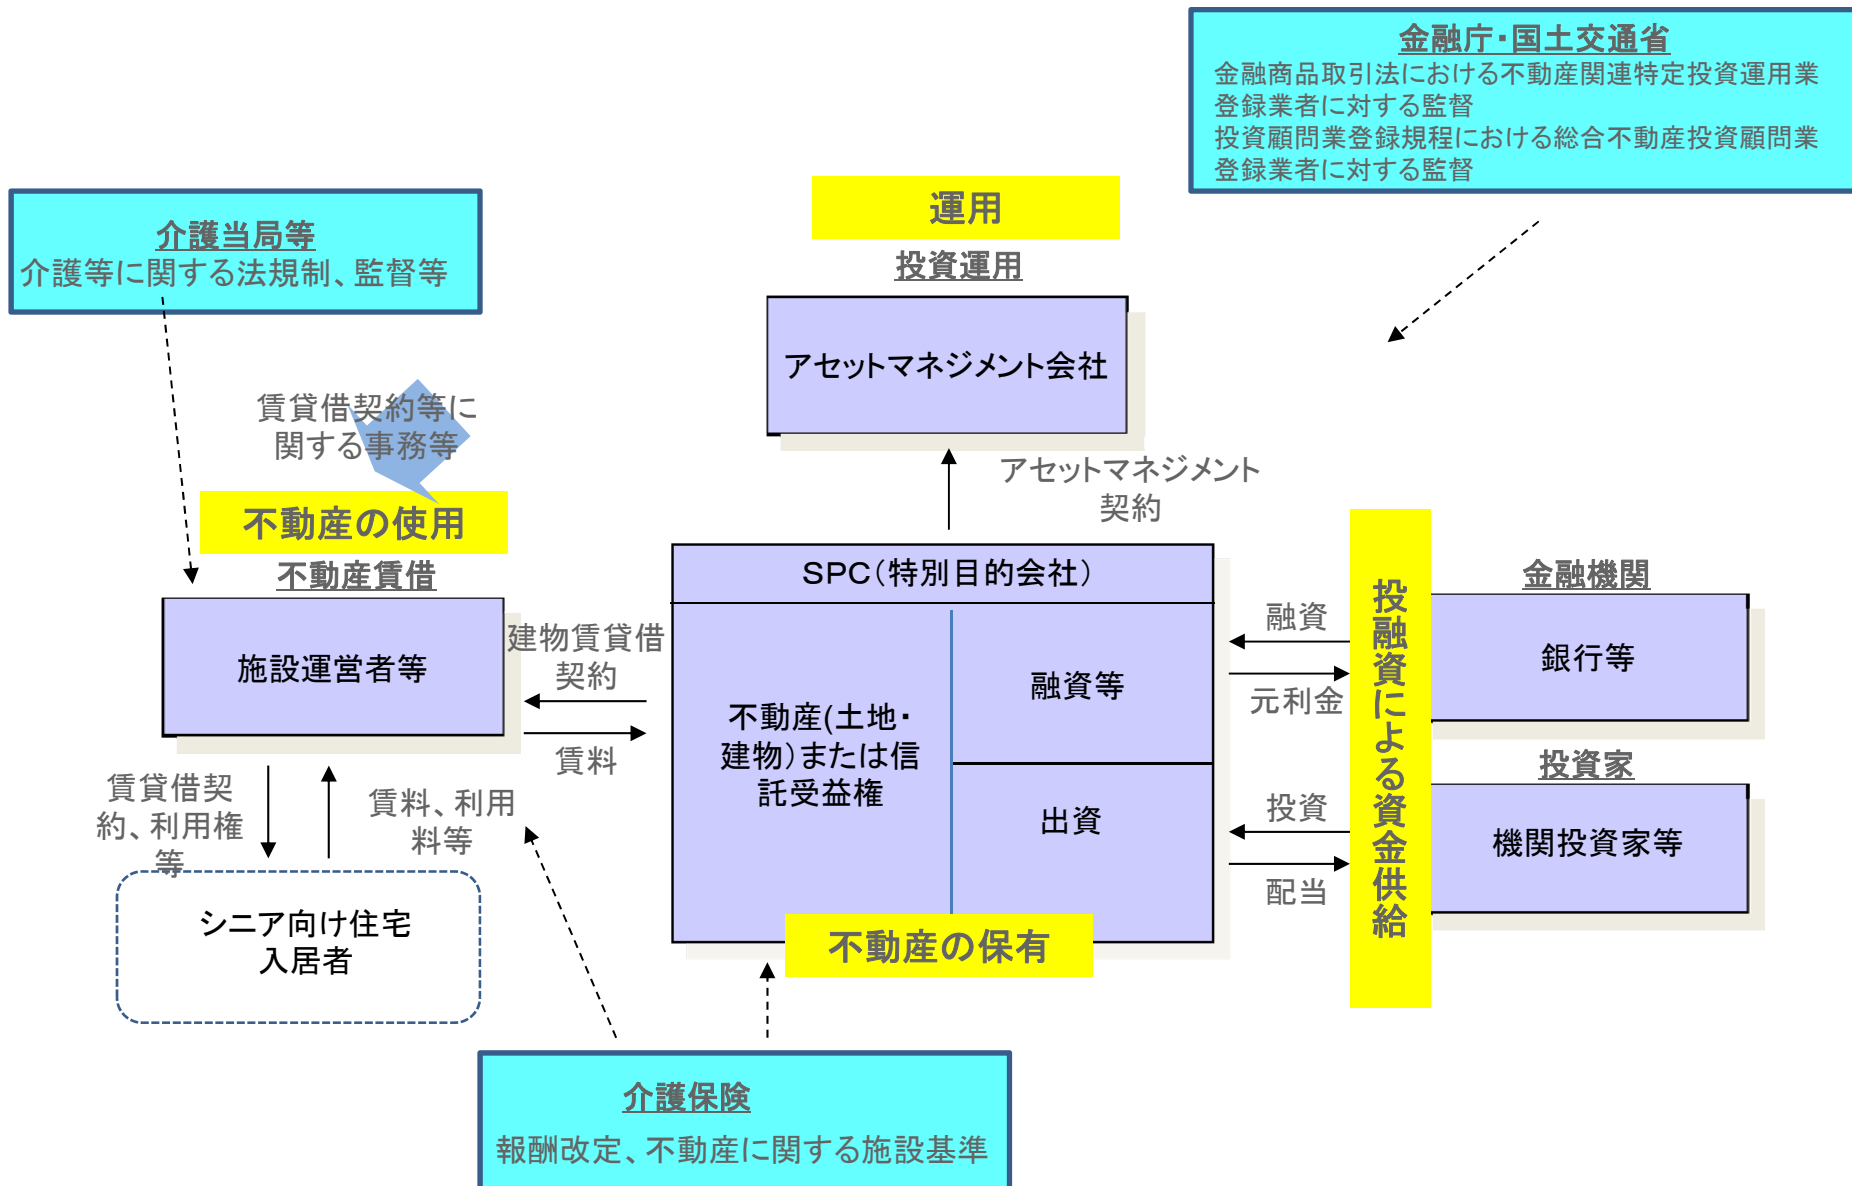 金融庁・国土交通省
金融商品取引法における不動産関連特定投資運用業
登録業者に対する監督
投資顧問業登録規程における総合不動産投資顧問業
登録業者に対する監督
運用
投資運用
介護当局等
介護等に関する法規制、監督等
アセットマネジメント会社
賃貸借契約等に
関する事務等
アセットマネジメント
契約
不動産の使用
不動産賃借
施設運営者等
建物賃貸借
契約
賃料
SPC(特別目的会社)
不動産(土地・
建物)または信
託受益権
融資等
出資
不動産の保有
融資
元利金
投資
配当
投融資による資金供給
金融機関
銀行等
投資家
機関投資家等
賃貸借契
約、利用権
等
賃料、利用
料等
シニア向け住宅
入居者
介護保険
報酬改定、不動産に関する施設基準